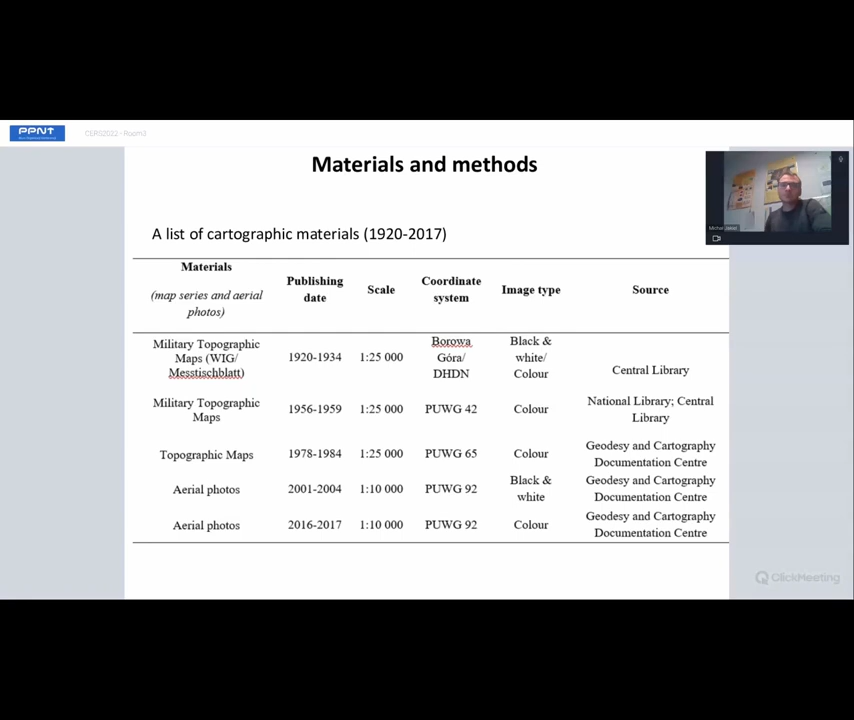 PPNT
CERS2022 - Room3
Materials and methods
A list of cartographic materials (1920-2017)
Materials
(map series and aerial
photos)
Publishing
date
Scale
Coordinate
system
Image type
Source
Military Topographic
Maps (WIG/
Messtischblatt)
1920-1934
1:25 000
Borowa
Góra/
DHDN
Black &
white/
Colour
Central Library
Military Topographic
Maps
1956-1959
1:25 000
PUWG 42
Colour
National Library; Central
Library
Topographic Maps
1978-1984
1:25 000
PUWG 65
Colour
Geodesy and Cartography
Documentation Centre
Aerial photos
2001-2004
1:10 000
PUWG 92
Black &
white
Geodesy and Cartography
Documentation Centre
Aerial photos
2016-2017
1:10 000
PUWG 92
Colour
Geodesy and Cartography
Documentation Centre
ClickMeeting